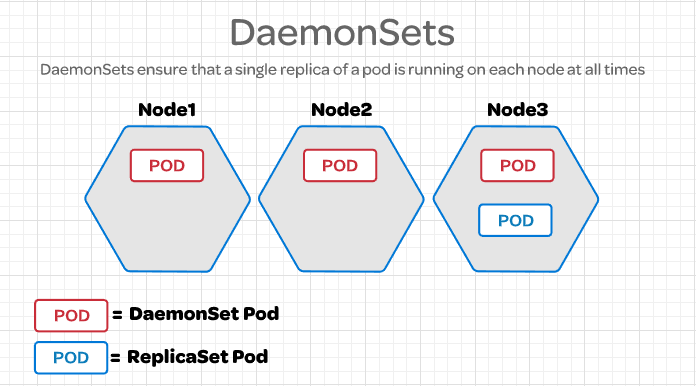 DaemonSets
DaemonSets ensure that a single replica of a pod is running on each node at all times
Node1 Node2 Node3
POD POD POD
POD
POD = DaemonSet Pod
POD = ReplicaSet Pod